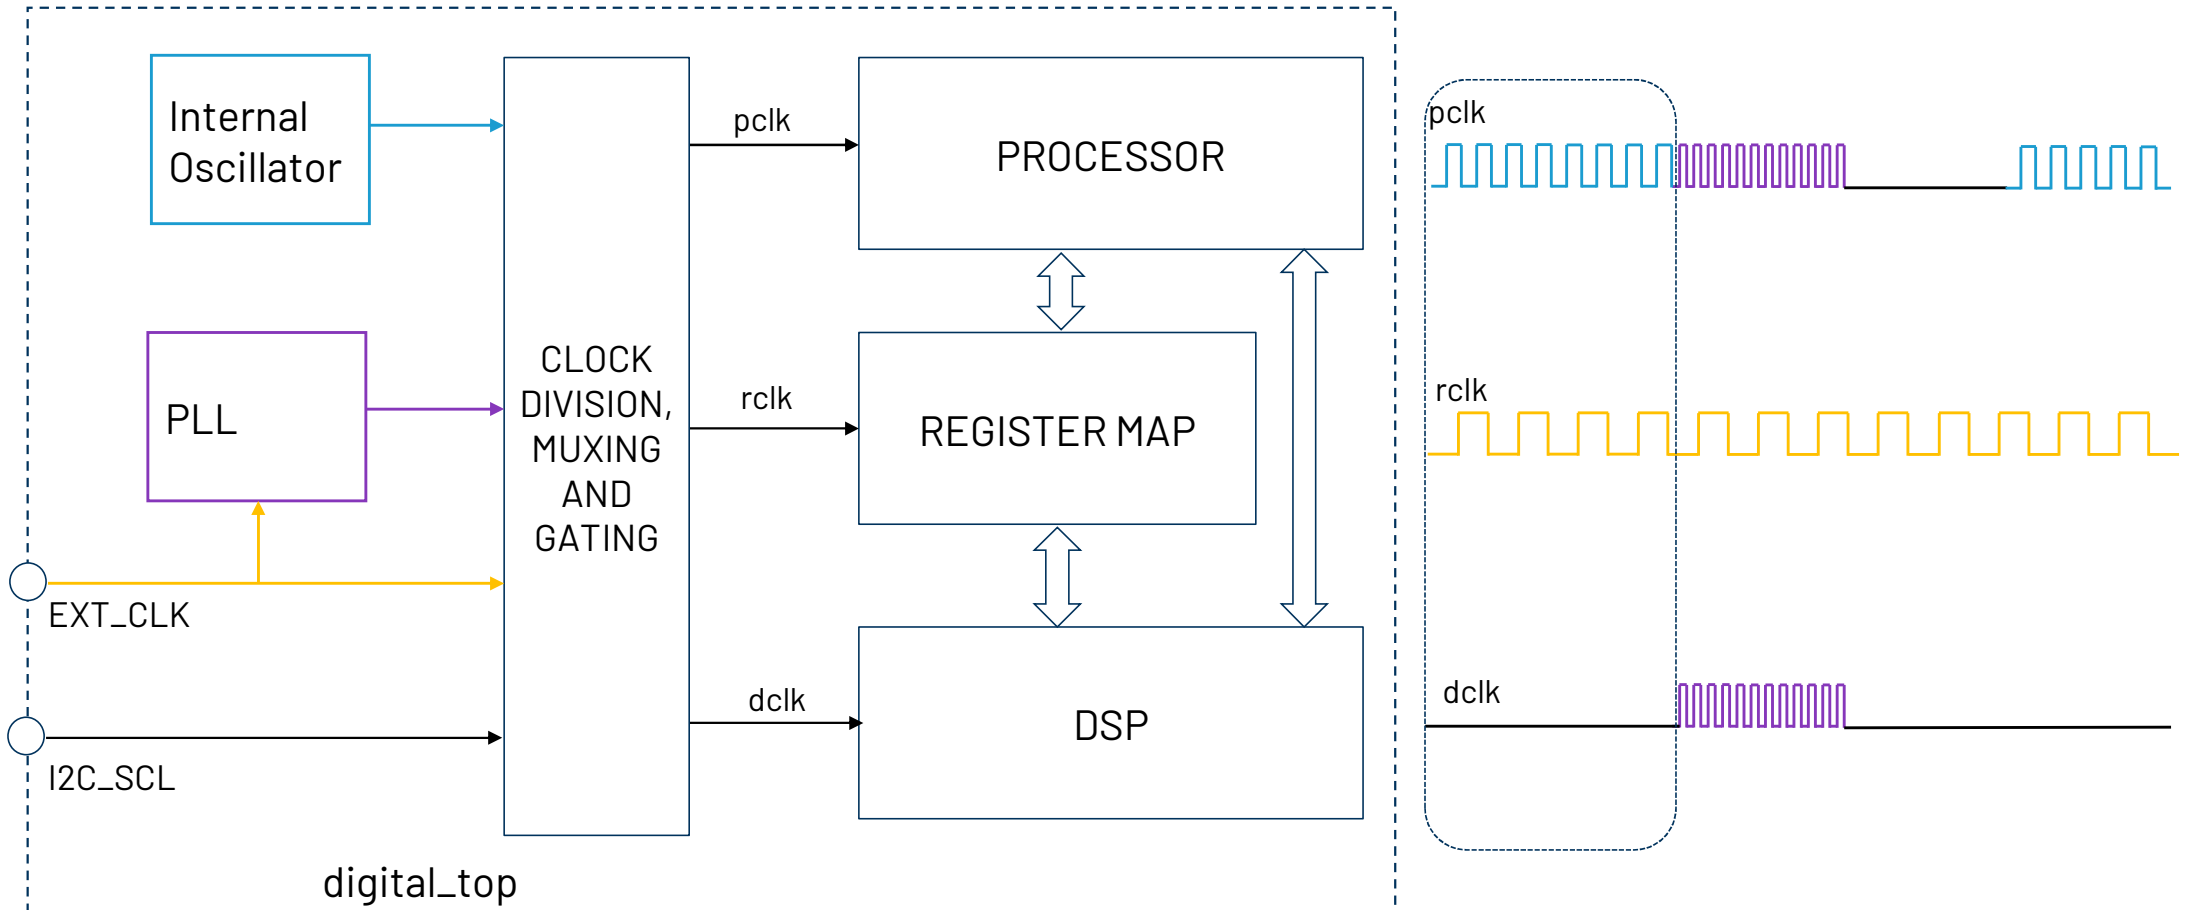 Internal
Oscillator
PLL
EXT_CLK
I2C_SCL
CLOCK
DIVISION,
MUXING
AND
GATING
pclk
rclk
dclk
PROCESSOR
REGISTER MAP
DSP
digital_top
pclk
rclk
dclk